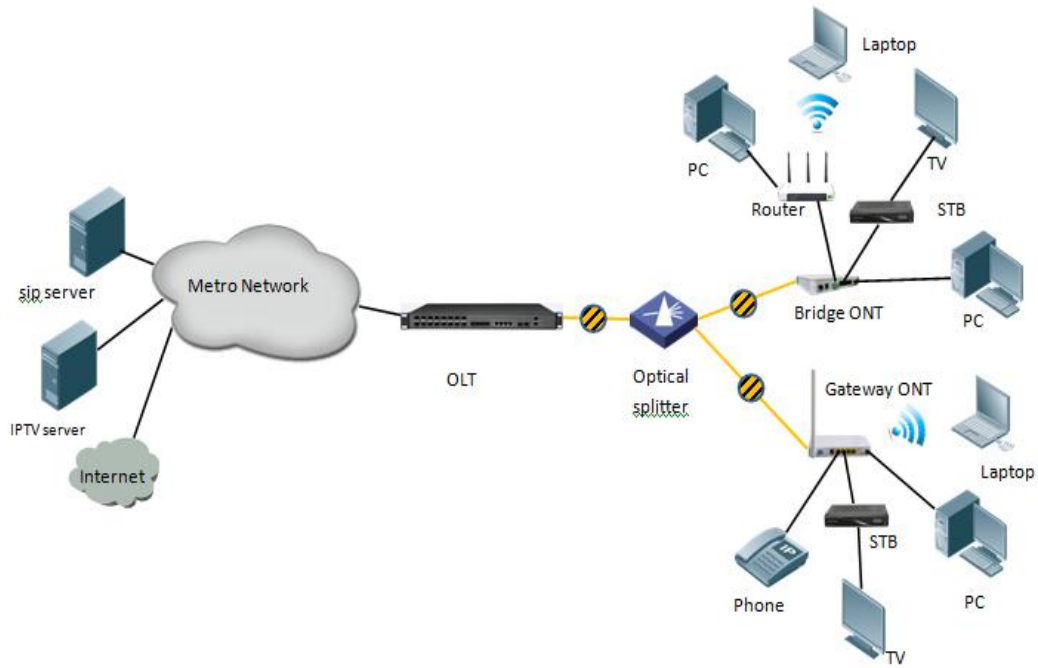 Laptop
PC
TV
Router
STB
sip server
Metro Network
Bridge ONT
PC
OLT
Optical
splitter
Gateway ONT
IPTV server
Internet
Laptop
STB
IP
Phone
PC
TV